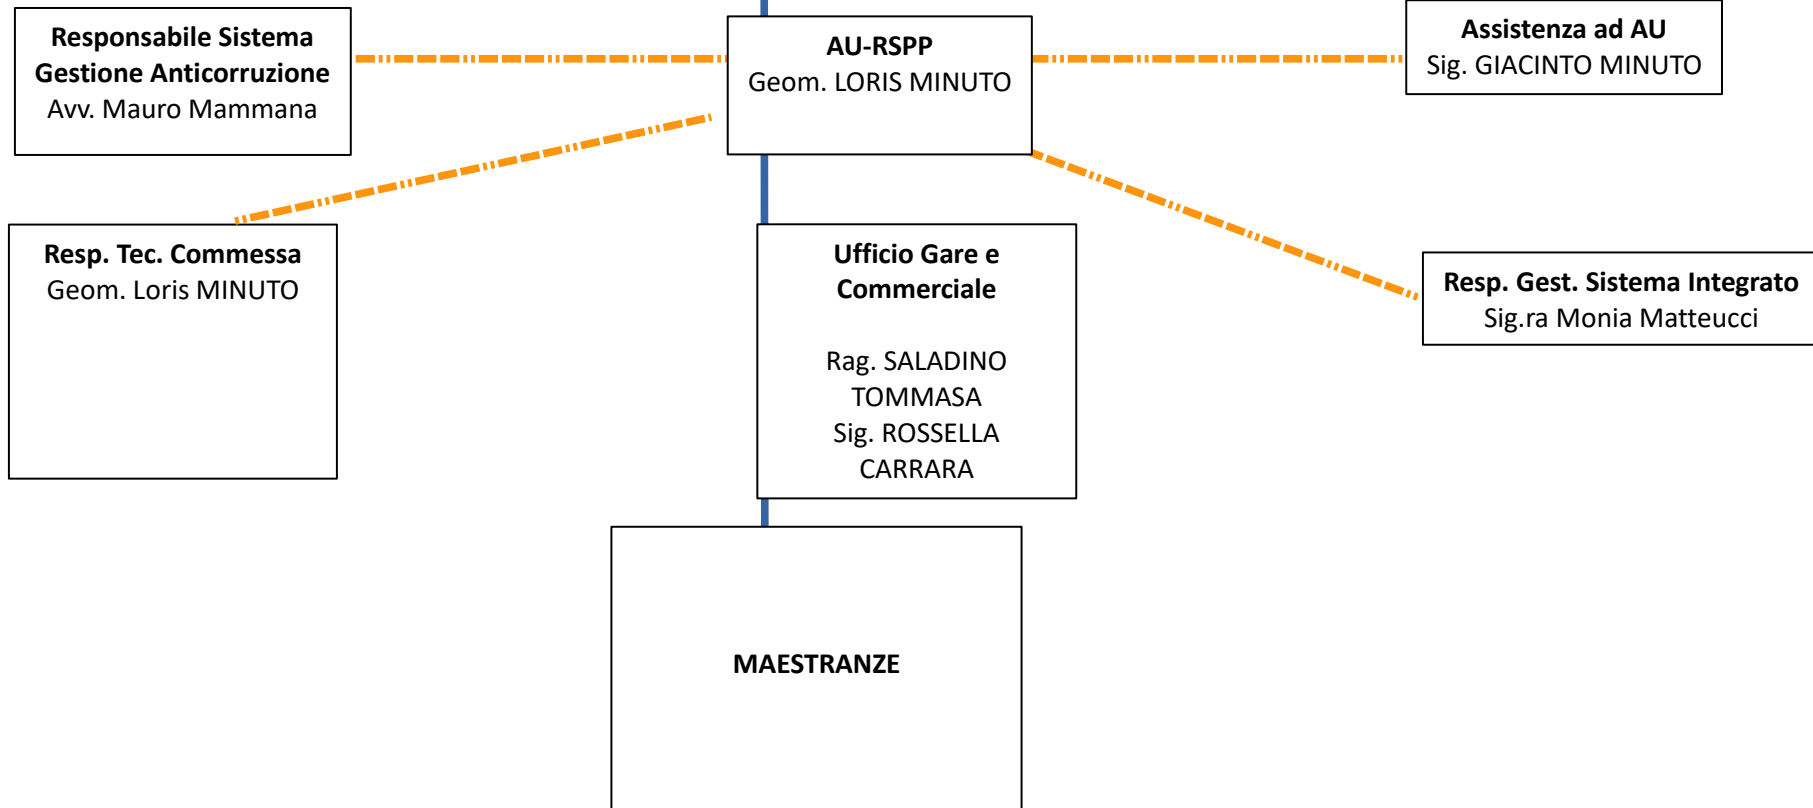 Responsabile Sistema
Gestione Anticorruzione
Avv. Mauro Mammana
AU-RSPP
Geom. LORIS MINUTO
Assistenza ad AU
Sig. GIACINTO MINUTO
Resp. Tec. Commessa
Geom. Loris MINUTO
Ufficio Gare e
Commerciale
Rag. SALADINO
TOMMASA
Sig. ROSSELLA
CARRARA
Resp. Gest. Sistema Integrato
Sig.ra Monia Matteucci
MAESTRANZE